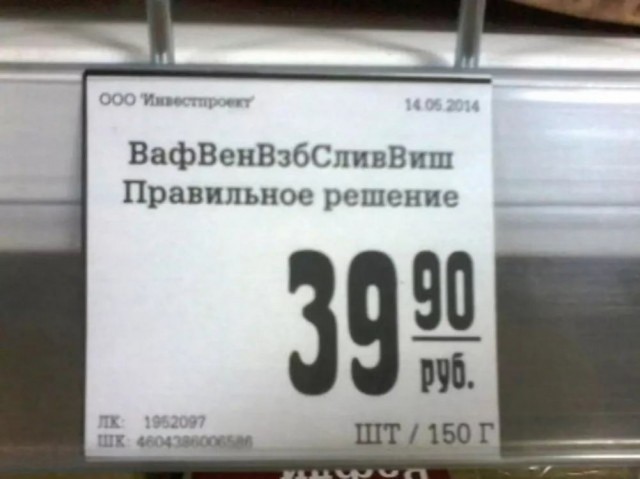 ООО "Инвестпроект"
14.05.2014
ВафВенВзбСливВиш
Правильное решение
39 90
руб.
ЛК: 1952097
ШК: 4604386006586
ШТ / 150 Г